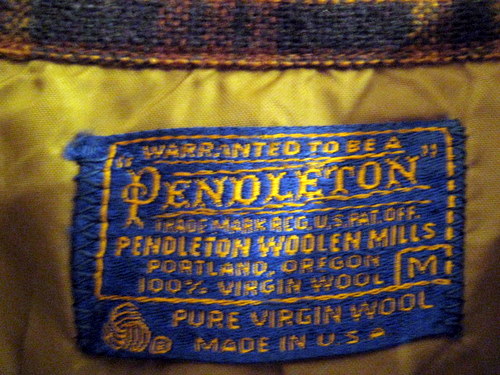 "WARRANTED TO BE A
PENDLETON"
TRADE MARK REG. U.S. PAT. OFF.
PENDLETON WOOLEN MILLS
PORTLAND, OREGON
100% VIRGIN WOOL
M
PURE VIRGIN WOOL
® MADE IN U.S.A